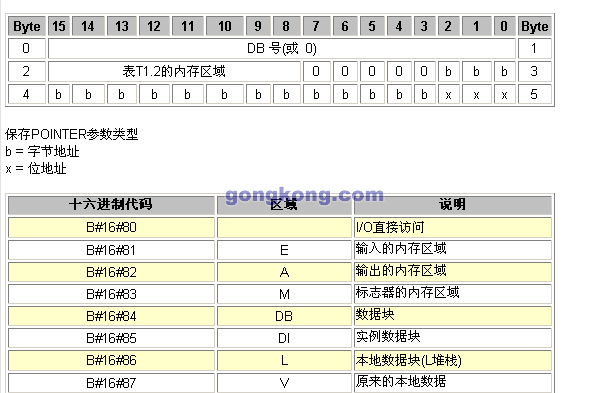 Byte 15 14 13 12 11 10 9 8 7 6 5 4 3 2 1 0 Byte
0 DB 号(或 0) 1
2 表T1.2的内存区域 0 0 0 0 0 b b b 3
4 b b b b b b b b b b b b b x x x 5
保存POINTER参数类型
b = 字节地址
x = 位地址
gongkong.com
十六进制代码 区域 说明
B#16#80 I/O直接访问
B#16#81 E 输入的内存区域
B#16#82 A 输出的内存区域
B#16#83 M 标志器的内存区域
B#16#84 DB 数据块
B#16#85 DI 实例数据块
B#16#86 L 本地数据块(L堆栈)
B#16#87 V 原来的本地数据